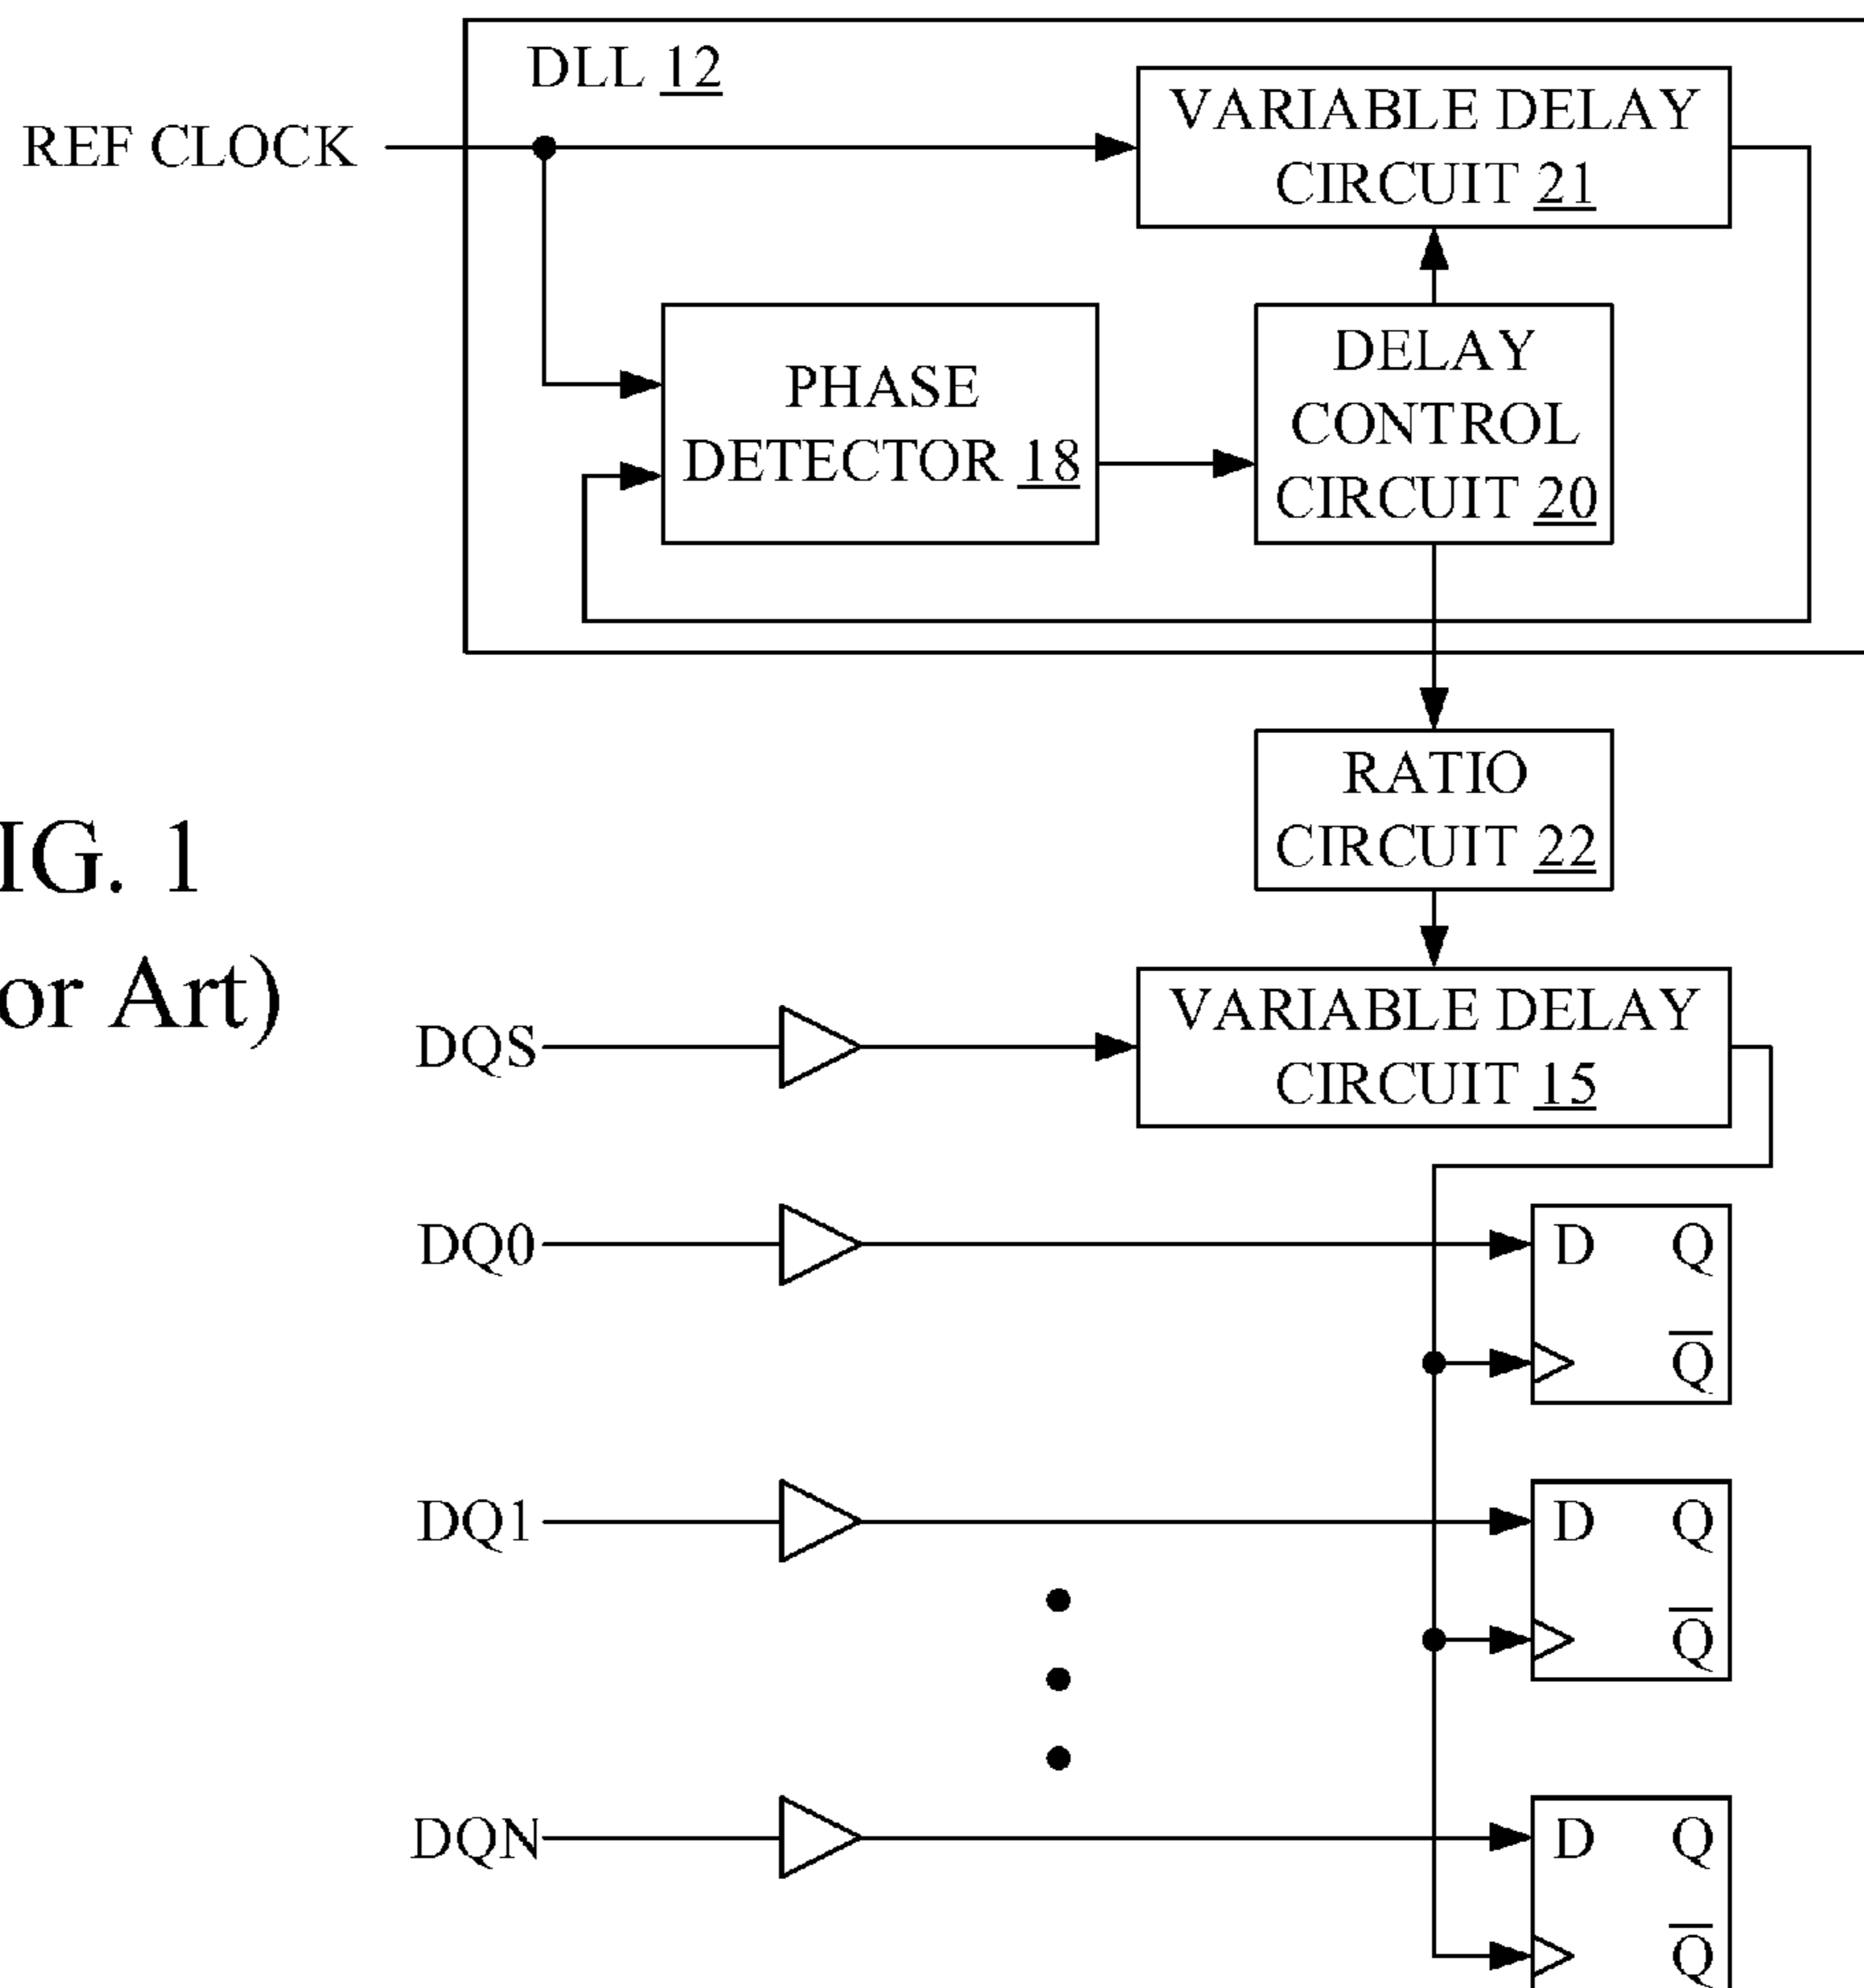 DLL 12
REF CLOCK
VARIABLE DELAY
CIRCUIT 21
PHASE
DETECTOR 18
DELAY
CONTROL
CIRCUIT 20
RATIO
CIRCUIT 22
IG. 1
or Art)
DQS
VARIABLE DELAY
CIRCUIT 15
DQ0
D Q
Q̅
DQ1
D Q
Q̅
DQN
D Q
Q̅